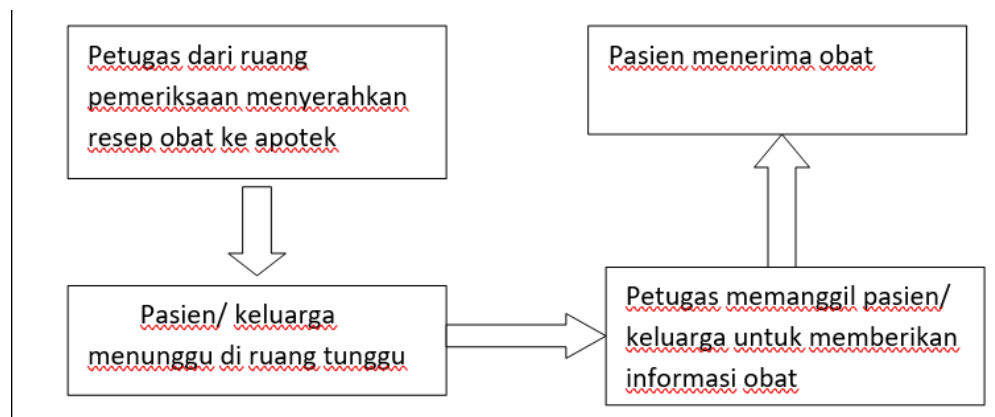 Petugas dari ruang
pemeriksaan menyerahkan
resep obat ke apotek
Pasien/ keluarga
menunggu di ruang tunggu
Petugas memanggil pasien/
keluarga untuk memberikan
informasi obat
Pasien menerima obat